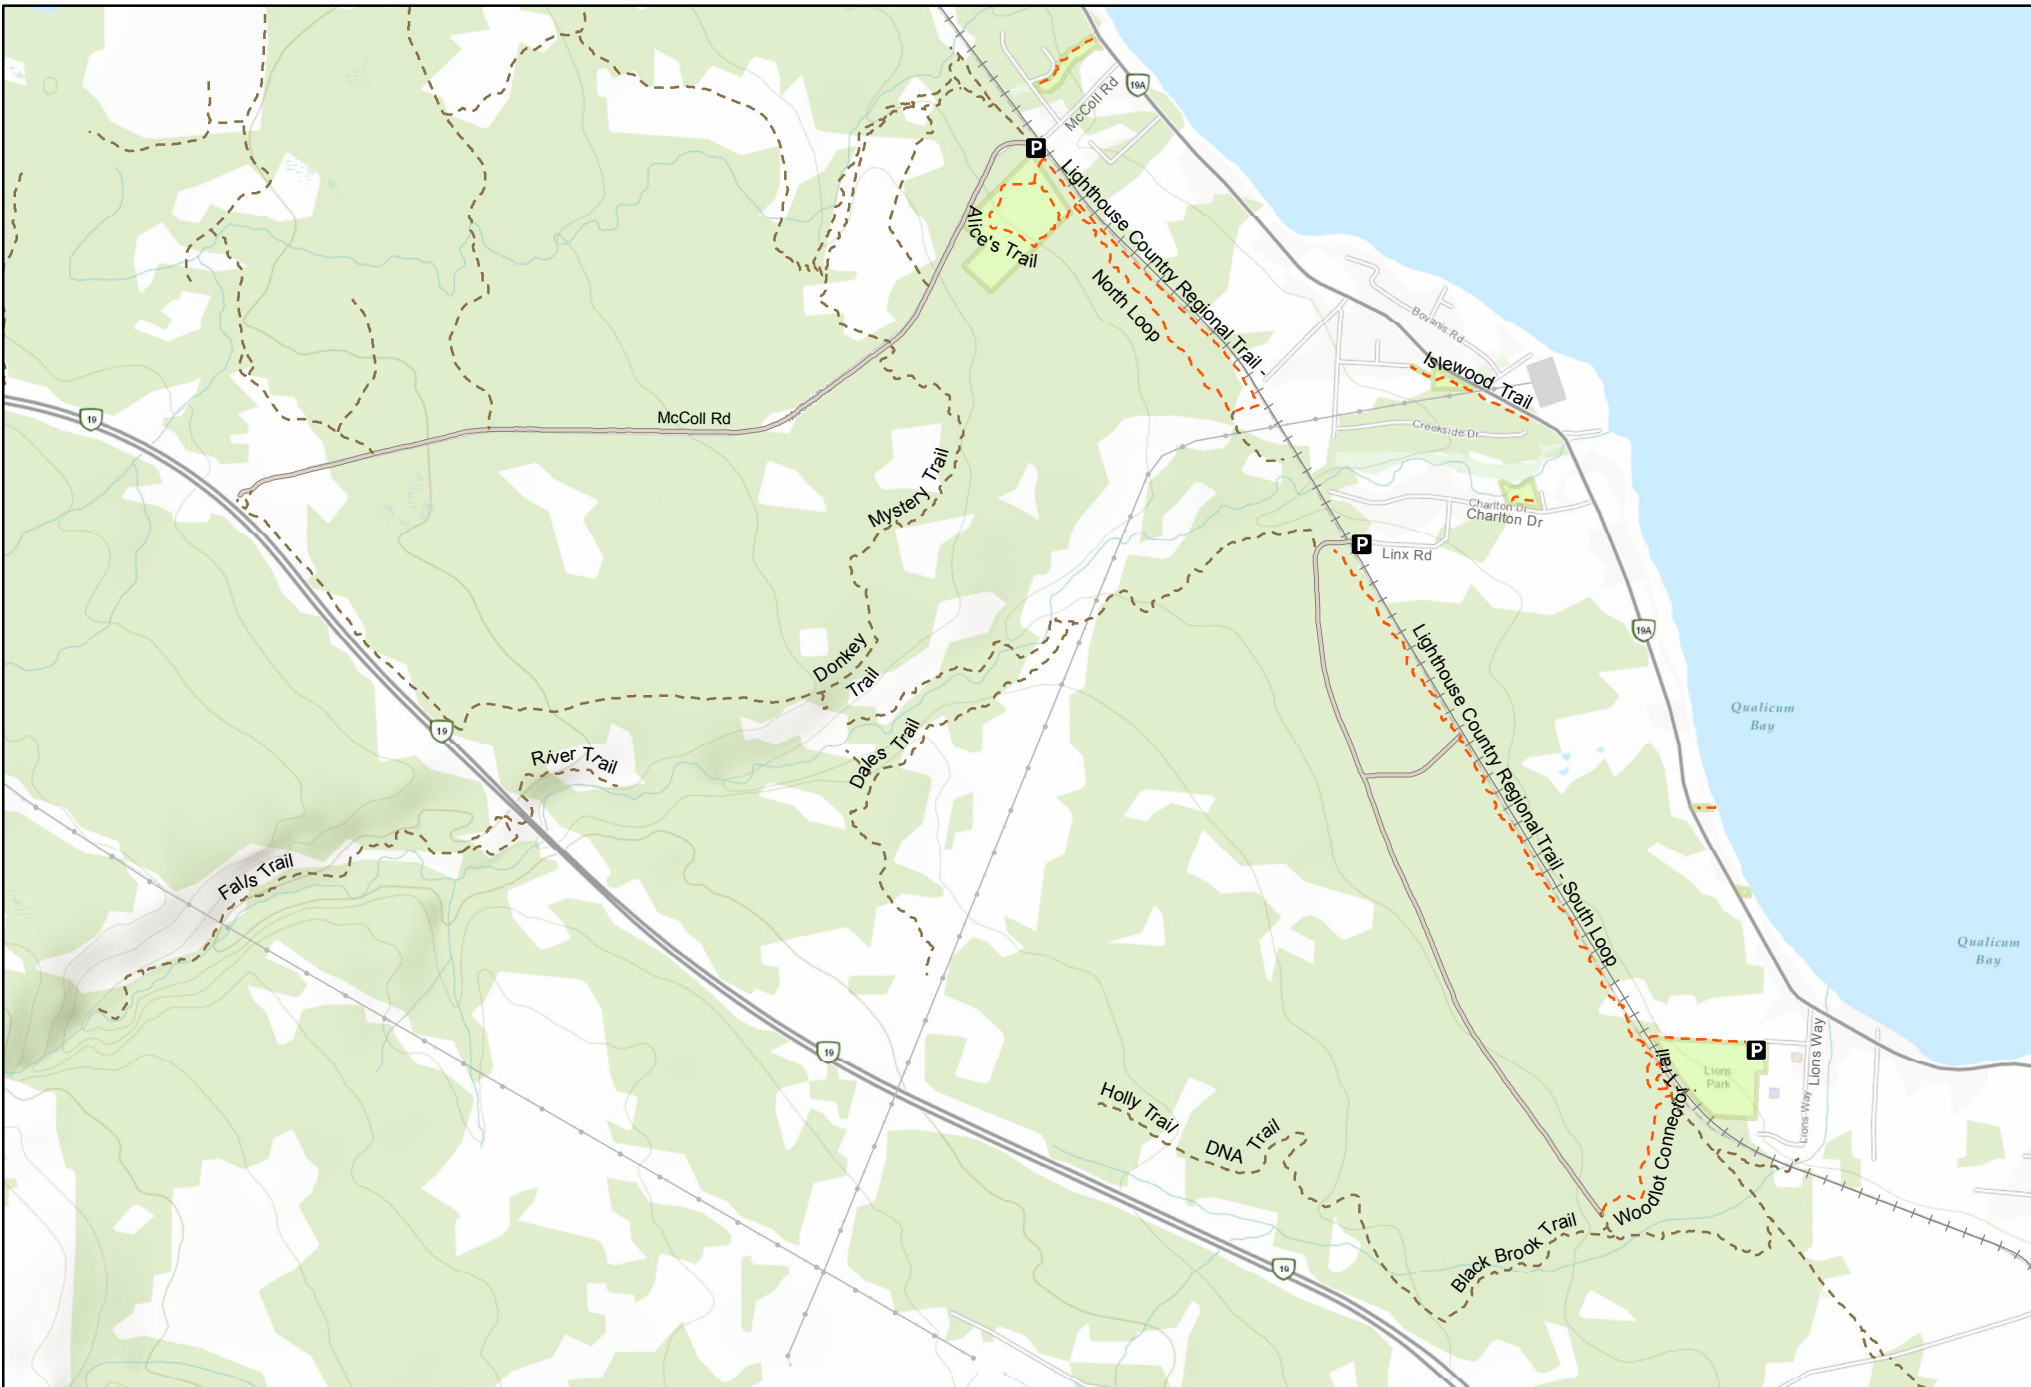 19A
McColl Rd
P
Lighthouse Country Regional Trail -
North Loop
Alice's Trail
Bovanis Rd
Islewood Trail
19
McColl Rd
Creekside Dr
Mystery Trail
Charlton Dr
Charlton Dr
P
Linx Rd
19A
Donkey
Trail
Lighthouse Country Regional Trail - South Loop
Qualicum
Bay
19
River Trail
Dales Trail
Falls Trail
Qualicum
Bay
19
P
Lions Way
Lions
Park
Lions Way
Holly Trail
DNA Trail
Woodlot Connector Trail
Black Brook Trail
19